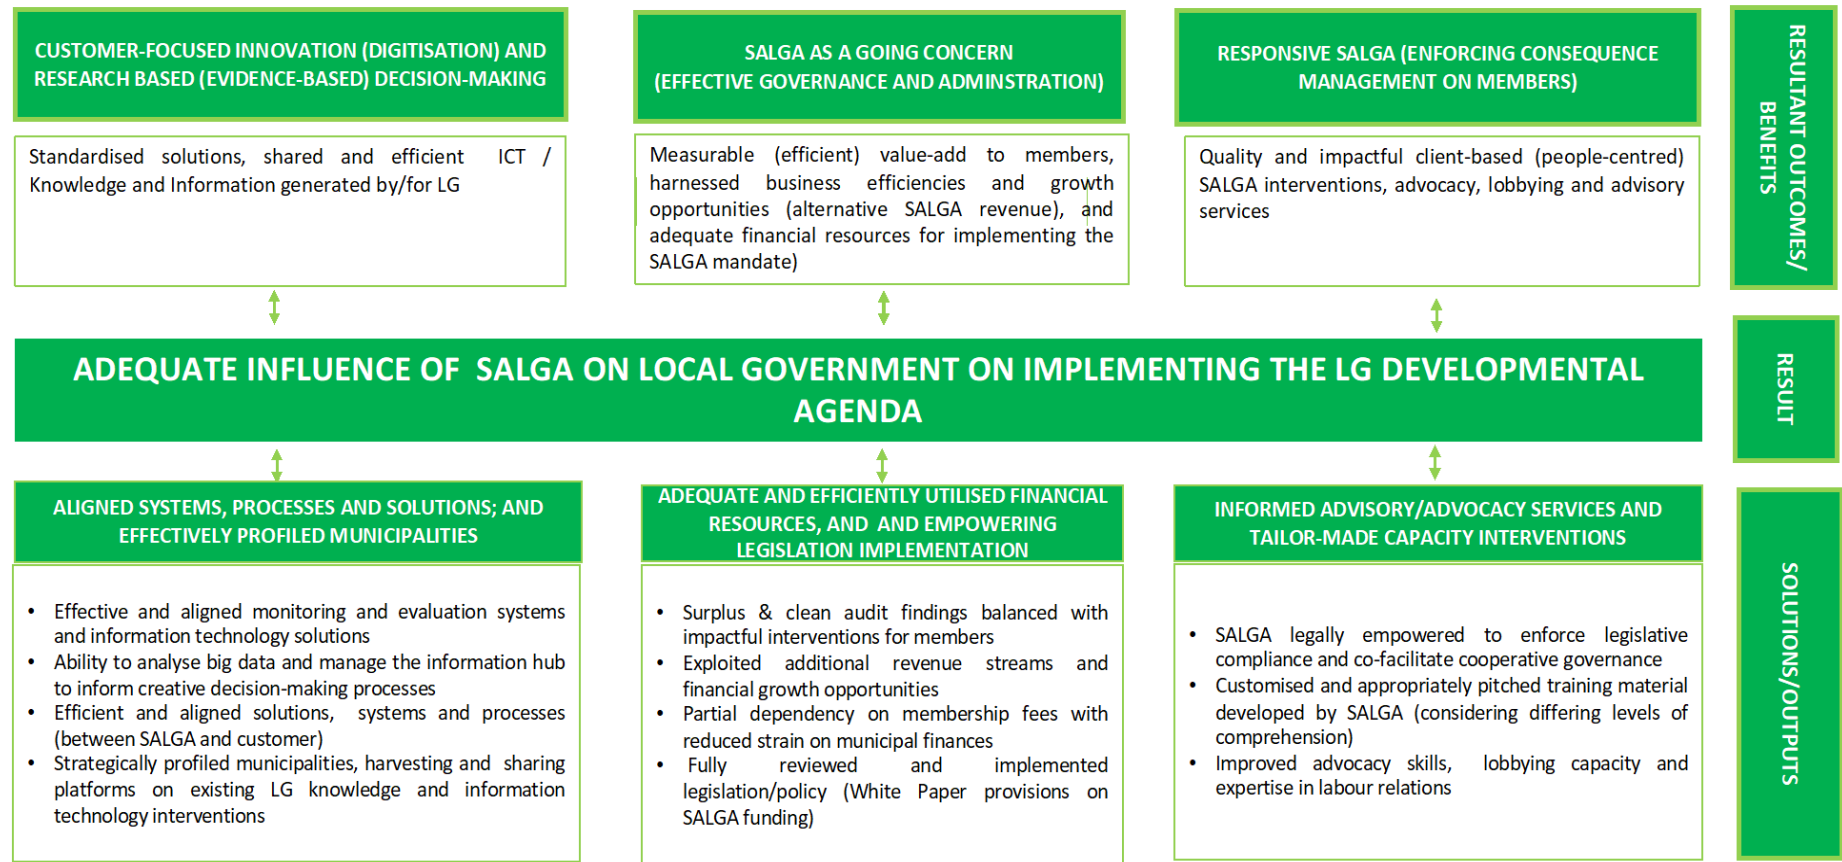 CUSTOMER-FOCUSED INNOVATION (DIGITISATION) AND
RESEARCH BASED (EVIDENCE-BASED) DECISION-MAKING
Standardised solutions, shared and efficient ICT /
Knowledge and Information generated by/for LG
SALGA AS A GOING CONCERN
(EFFECTIVE GOVERNANCE AND ADMINSTRATION)
Measurable (efficient) value-add to members,
harnessed business efficiencies and growth
opportunities (alternative SALGA revenue), and
adequate financial resources for implementing the
SALGA mandate)
RESPONSIVE SALGA (ENFORCING CONSEQUENCE
MANAGEMENT ON MEMBERS)
Quality and impactful client-based (people-centred)
SALGA interventions, advocacy, lobbying and advisory
services
RESULTANT OUTCOMES/
BENEFITS
ADEQUATE INFLUENCE OF SALGA ON LOCAL GOVERNMENT ON IMPLEMENTING THE LG DEVELOPMENTAL
AGENDA
RESULT
ALIGNED SYSTEMS, PROCESSES AND SOLUTIONS; AND
EFFECTIVELY PROFILED MUNICIPALITIES
• Effective and aligned monitoring and evaluation systems
and information technology solutions
• Ability to analyse big data and manage the information hub
to inform creative decision-making processes
• Efficient and aligned solutions, systems and processes
(between SALGA and customer)
• Strategically profiled municipalities, harvesting and sharing
platforms on existing LG knowledge and information
technology interventions
ADEQUATE AND EFFICIENTLY UTILISED FINANCIAL
RESOURCES, AND AND EMPOWERING
LEGISLATION IMPLEMENTATION
• Surplus & clean audit findings balanced with
impactful interventions for members
• Exploited additional revenue streams and
financial growth opportunities
• Partial dependency on membership fees with
reduced strain on municipal finances
• Fully reviewed and implemented
legislation/policy (White Paper provisions on
SALGA funding)
INFORMED ADVISORY/ADVOCACY SERVICES AND
TAILOR-MADE CAPACITY INTERVENTIONS
• SALGA legally empowered to enforce legislative
compliance and co-facilitate cooperative governance
• Customised and appropriately pitched training material
developed by SALGA (considering differing levels of
comprehension)
• Improved advocacy skills, lobbying capacity and
expertise in labour relations
SOLUTIONS/OUTPUTS